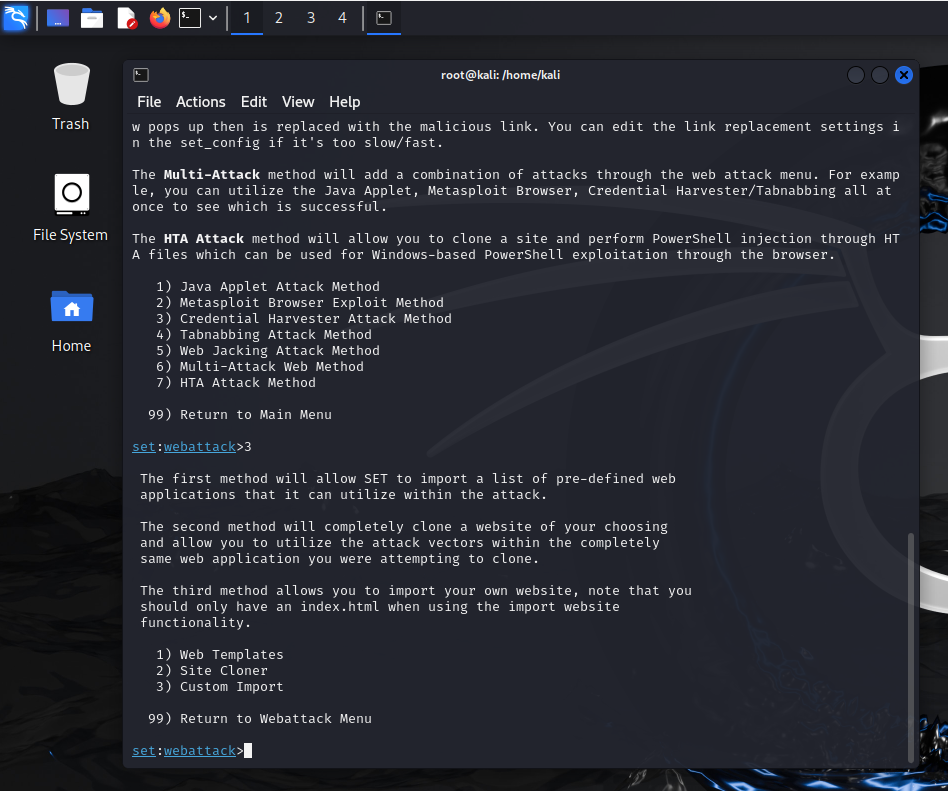 1 2 3 4
Trash
File System
Home
root@kali: /home/kali
File Actions Edit View Help
w pops up then is replaced with the malicious link. You can edit the link replacement settings i
n the set_config if it's too slow/fast.
The Multi-Attack method will add a combination of attacks through the web attack menu. For examp
le, you can utilize the Java Applet, Metasploit Browser, Credential Harvester/Tabnabbing all at
once to see which is successful.
The HTA Attack method will allow you to clone a site and perform PowerShell injection through HT
A files which can be used for Windows-based PowerShell exploitation through the browser.
1) Java Applet Attack Method
2) Metasploit Browser Exploit Method
3) Credential Harvester Attack Method
4) Tabnabbing Attack Method
5) Web Jacking Attack Method
6) Multi-Attack Web Method
7) HTA Attack Method
99) Return to Main Menu
set:webattack>3
The first method will allow SET to import a list of pre-defined web
applications that it can utilize within the attack.
The second method will completely clone a website of your choosing
and allow you to utilize the attack vectors within the completely
same web application you were attempting to clone.
The third method allows you to import your own website, note that you
should only have an index.html when using the import website
functionality.
1) Web Templates
2) Site Cloner
3) Custom Import
99) Return to Webattack Menu
set:webattack>